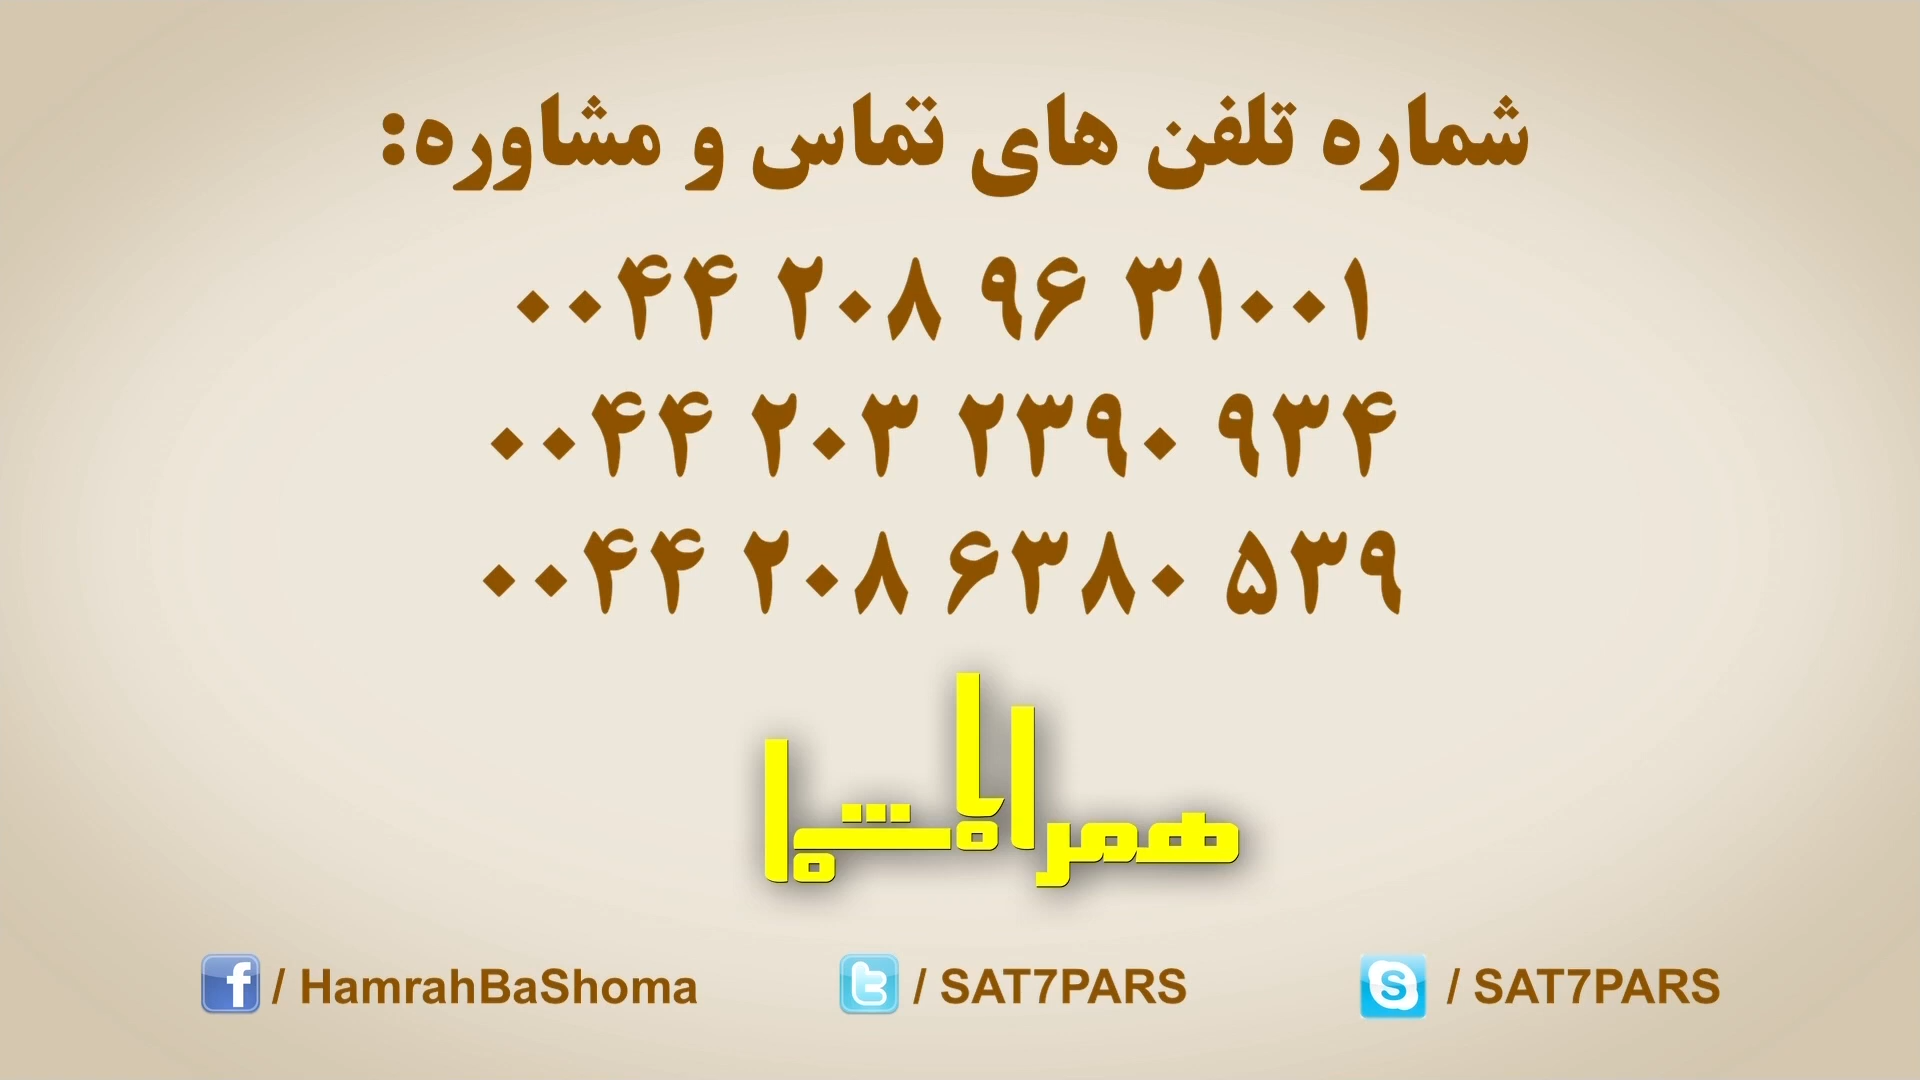 شماره تلفن های تماس و مشاوره:
۰۰۴۴ ۲۰۸ ۹۶ ۳۱۰۰۱
۰۰۴۴ ۲۰۳ ۲۳۹۰ ۹۳۴
۰۰۴۴ ۲۰۸ ۶۳۸۰ ۵۳۹
همراه با شما
/ HamrahBaShoma
/ SAT7PARS
/ SAT7PARS